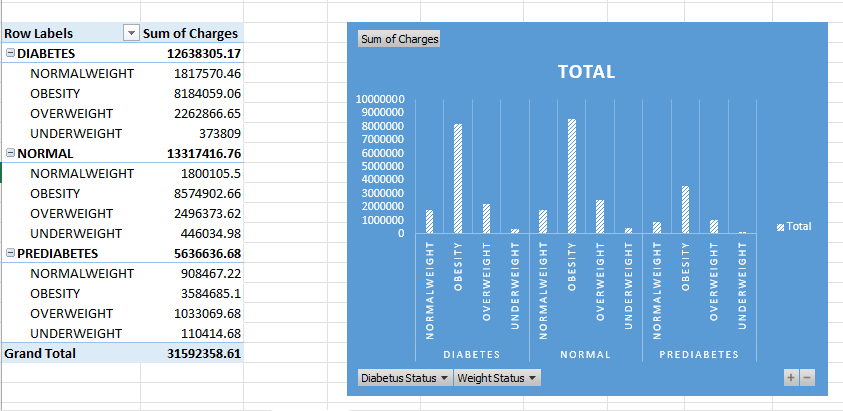 Row Labels Sum of Charges
DIABETES 12638305.17
NORMALWEIGHT 1817570.46
OBESITY 8184059.06
OVERWEIGHT 2262866.65
UNDERWEIGHT 373809
NORMAL 13317416.76
NORMALWEIGHT 1800105.5
OBESITY 8574902.66
OVERWEIGHT 2496373.62
UNDERWEIGHT 446034.98
PREDIABETES 5636636.68
NORMALWEIGHT 908467.22
OBESITY 3584685.1
OVERWEIGHT 1033069.68
UNDERWEIGHT 110414.68
Grand Total 31592358.61
Sum of Charges
TOTAL
10000000
9000000
8000000
7000000
6000000
5000000
4000000
3000000
2000000
1000000
0
Total
NORMALWEIGHT
OBESITY
OVERWEIGHT
UNDERWEIGHT
NORMALWEIGHT
OBESITY
OVERWEIGHT
UNDERWEIGHT
NORMALWEIGHT
OBESITY
OVERWEIGHT
UNDERWEIGHT
DIABETES NORMAL PREDIABETES
Diabetus Status Weight Status + −